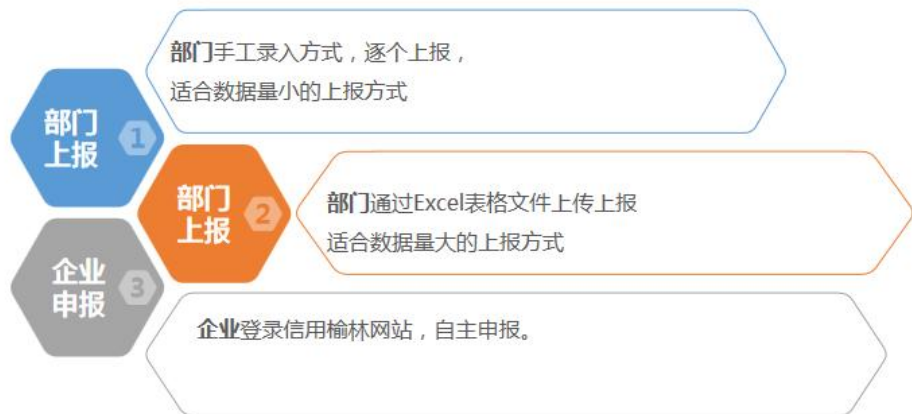 部门
上报
1
部门手工录入方式，逐个上报，
适合数据量小的上报方式
部门
上报
2
部门通过Excel表格文件上传上报
适合数据量大的上报方式
企业
申报
3
企业登录信用榆林网站，自主申报。